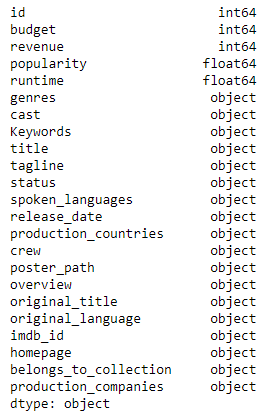 id int64
budget int64
revenue int64
popularity float64
runtime float64
genres object
cast object
Keywords object
title object
tagline object
status object
spoken_languages object
release_date object
production_countries object
crew object
poster_path object
overview object
original_title object
original_language object
imdb_id object
homepage object
belongs_to_collection object
production_companies object
dtype: object